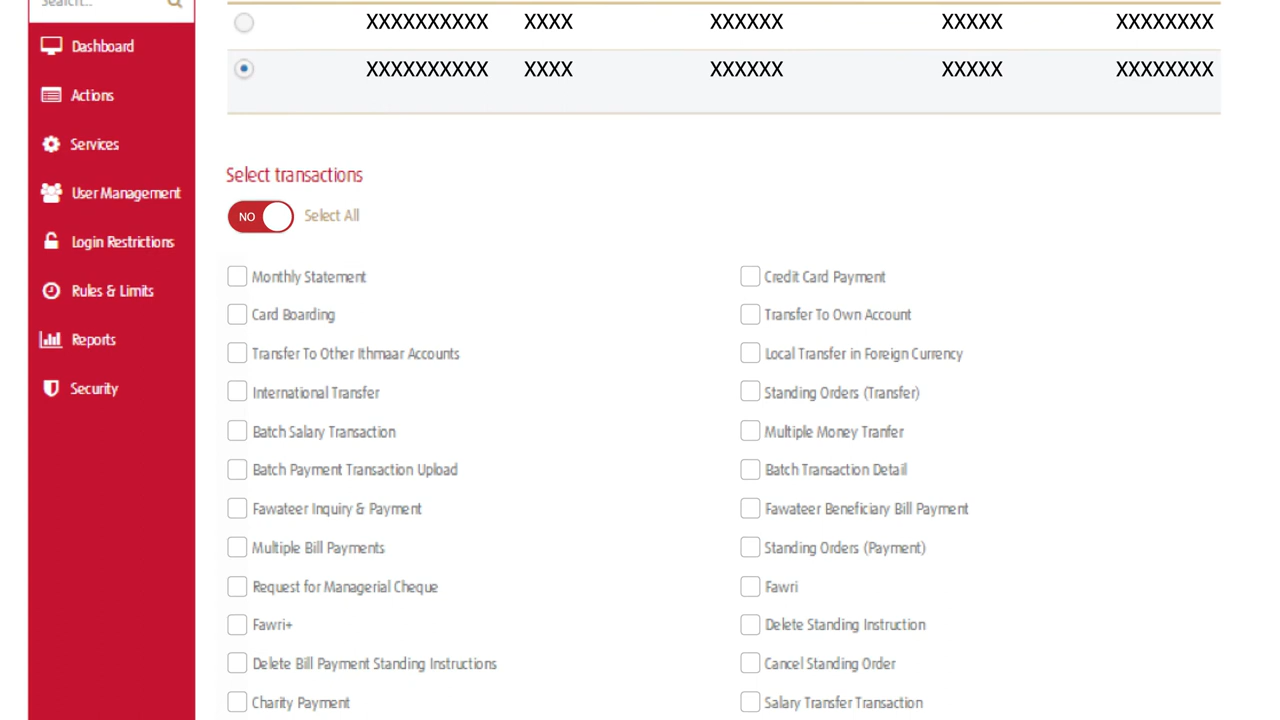 Search...
XXXXXXXXXX XXXX XXXXXX XXXXX XXXXXXXX
XXXXXXXXXX XXXX XXXXXX XXXXX XXXXXXXX
Dashboard
Actions
Services
User Management
Login Restrictions
Rules & Limits
Reports
Security
Select transactions
NO Select All
Monthly Statement Credit Card Payment
Card Boarding Transfer To Own Account
Transfer To Other Ithmaar Accounts Local Transfer in Foreign Currency
International Transfer Standing Orders (Transfer)
Batch Salary Transaction Multiple Money Tranfer
Batch Payment Transaction Upload Batch Transaction Detail
Fawateer Inquiry & Payment Fawateer Beneficiary Bill Payment
Multiple Bill Payments Standing Orders (Payment)
Request for Managerial Cheque Fawri
Fawri+ Delete Standing Instruction
Delete Bill Payment Standing Instructions Cancel Standing Order
Charity Payment Salary Transfer Transaction